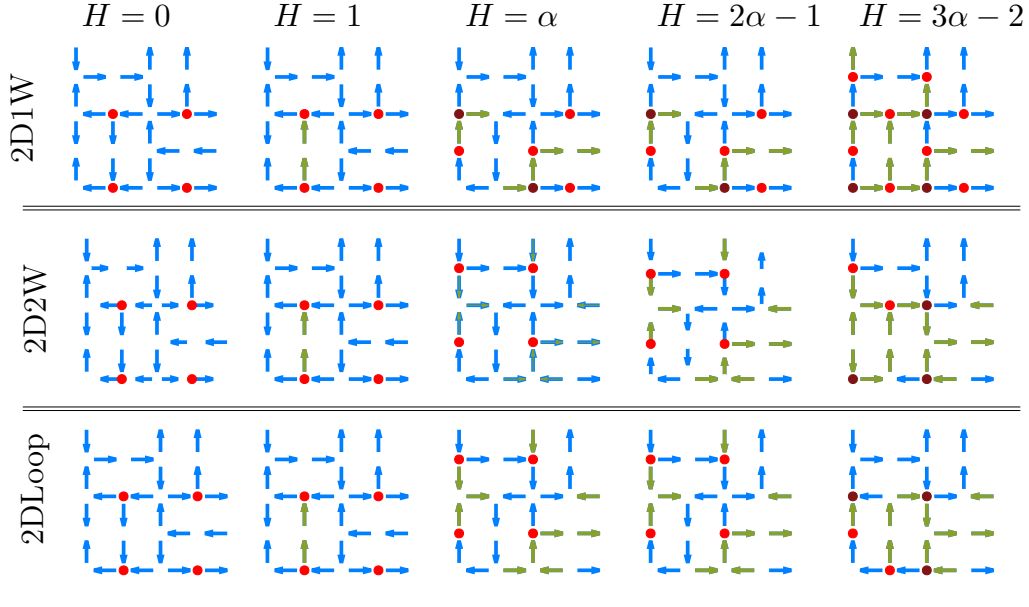 H = 0 H = 1 H = α H = 2α − 1 H = 3α − 2
2D1W
2D2W
2DLoop